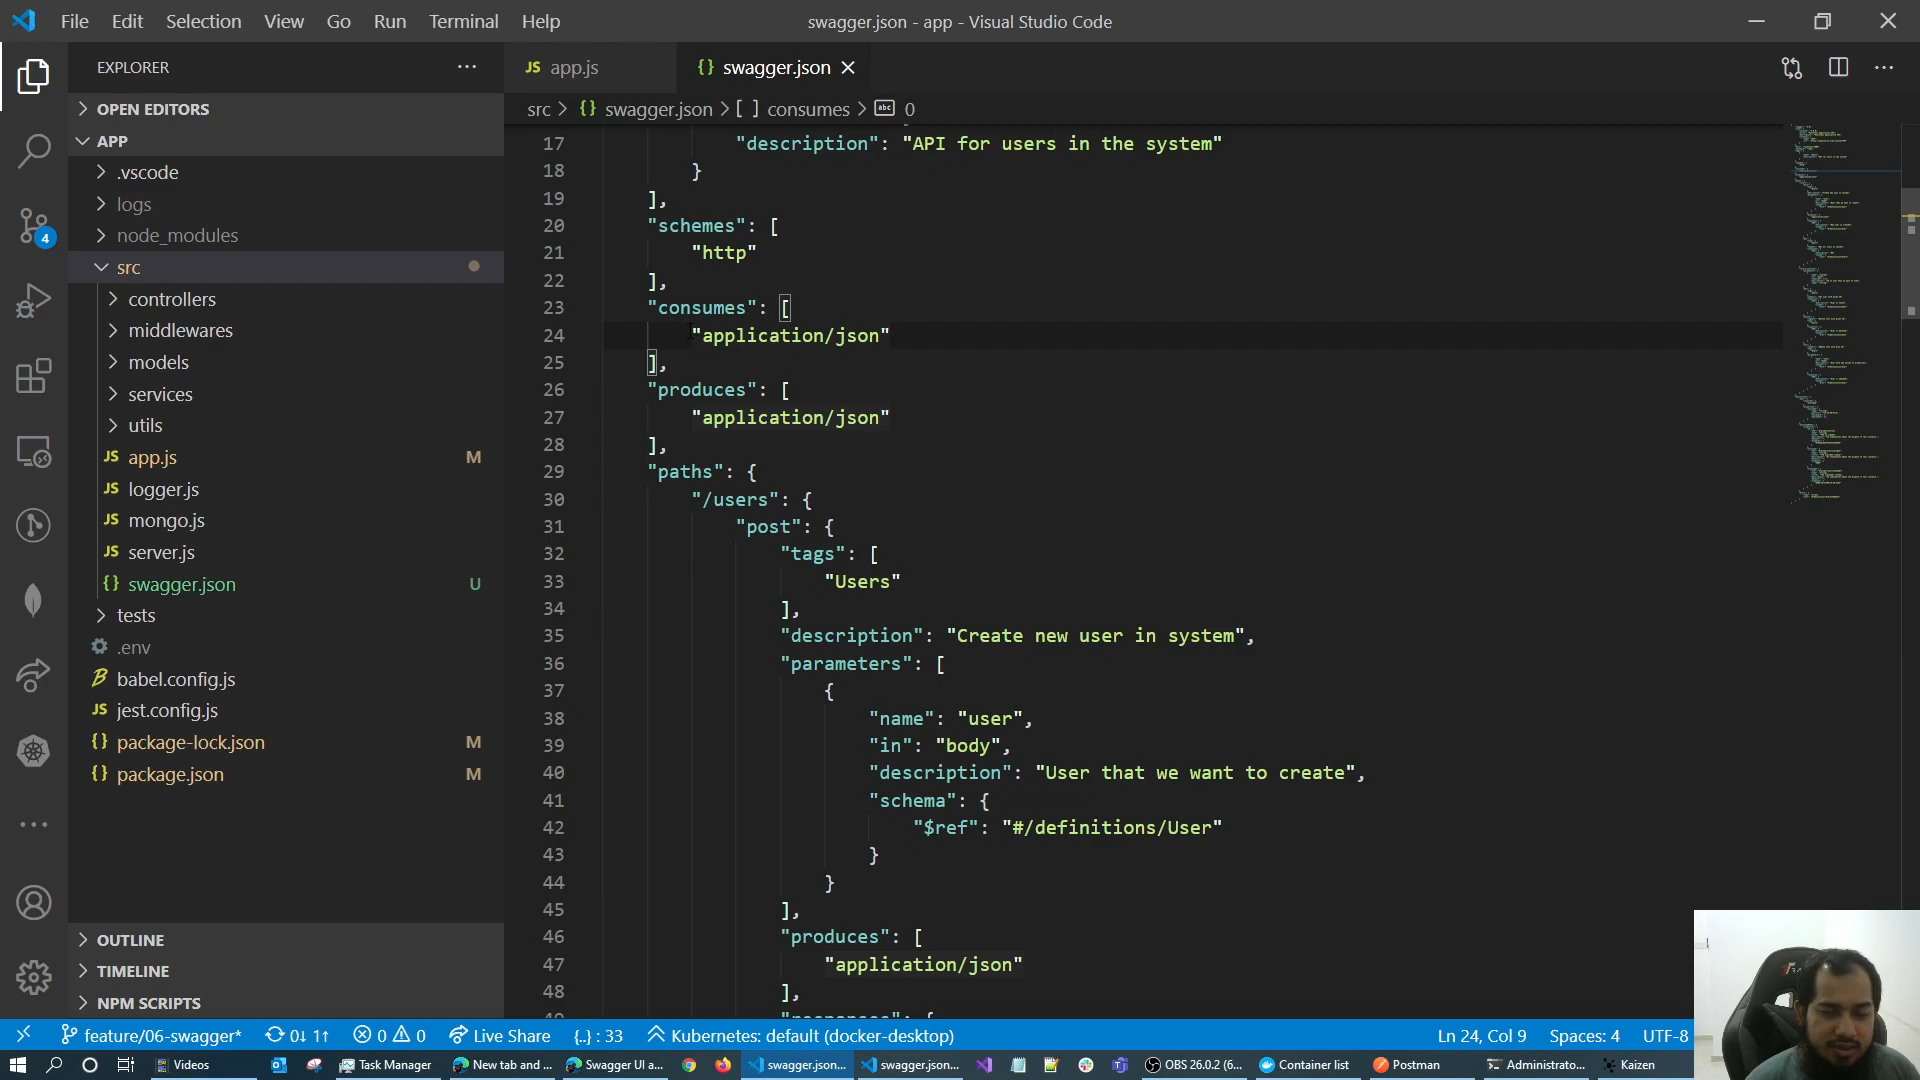 File Edit Selection View Go Run Terminal Help
swagger.json - app - Visual Studio Code
EXPLORER
OPEN EDITORS
APP
.vscode
logs
node_modules
src
controllers
middlewares
models
services
utils
JS app.js M
JS logger.js
JS mongo.js
JS server.js
{} swagger.json U
tests
.env
babel.config.js
JS jest.config.js
{} package-lock.json M
{} package.json M
OUTLINE
TIMELINE
NPM SCRIPTS
4
JS app.js
{} swagger.json
src > {} swagger.json > [ ] consumes > abc 0
17 "description": "API for users in the system"
18 }
19 ],
20 "schemes": [
21 "http"
22 ],
23 "consumes": [
24 "application/json"
25 ],
26 "produces": [
27 "application/json"
28 ],
29 "paths": {
30 "/users": {
31 "post": {
32 "tags": [
33 "Users"
34 ],
35 "description": "Create new user in system",
36 "parameters": [
37 {
38 "name": "user",
39 "in": "body",
40 "description": "User that we want to create",
41 "schema": {
42 "$ref": "#/definitions/User"
43 }
44 }
45 ],
46 "produces": [
47 "application/json"
48 ],
feature/06-swagger* 0↓ 1↑ 0 0 Live Share {..} : 33 Kubernetes: default (docker-desktop) Ln 24, Col 9 Spaces: 4 UTF-8
Videos Task Manager New tab and ... Swagger UI a... swagger.json... swagger.json... OBS 26.0.2 (6... Container list Postman Administrato... Kaizen